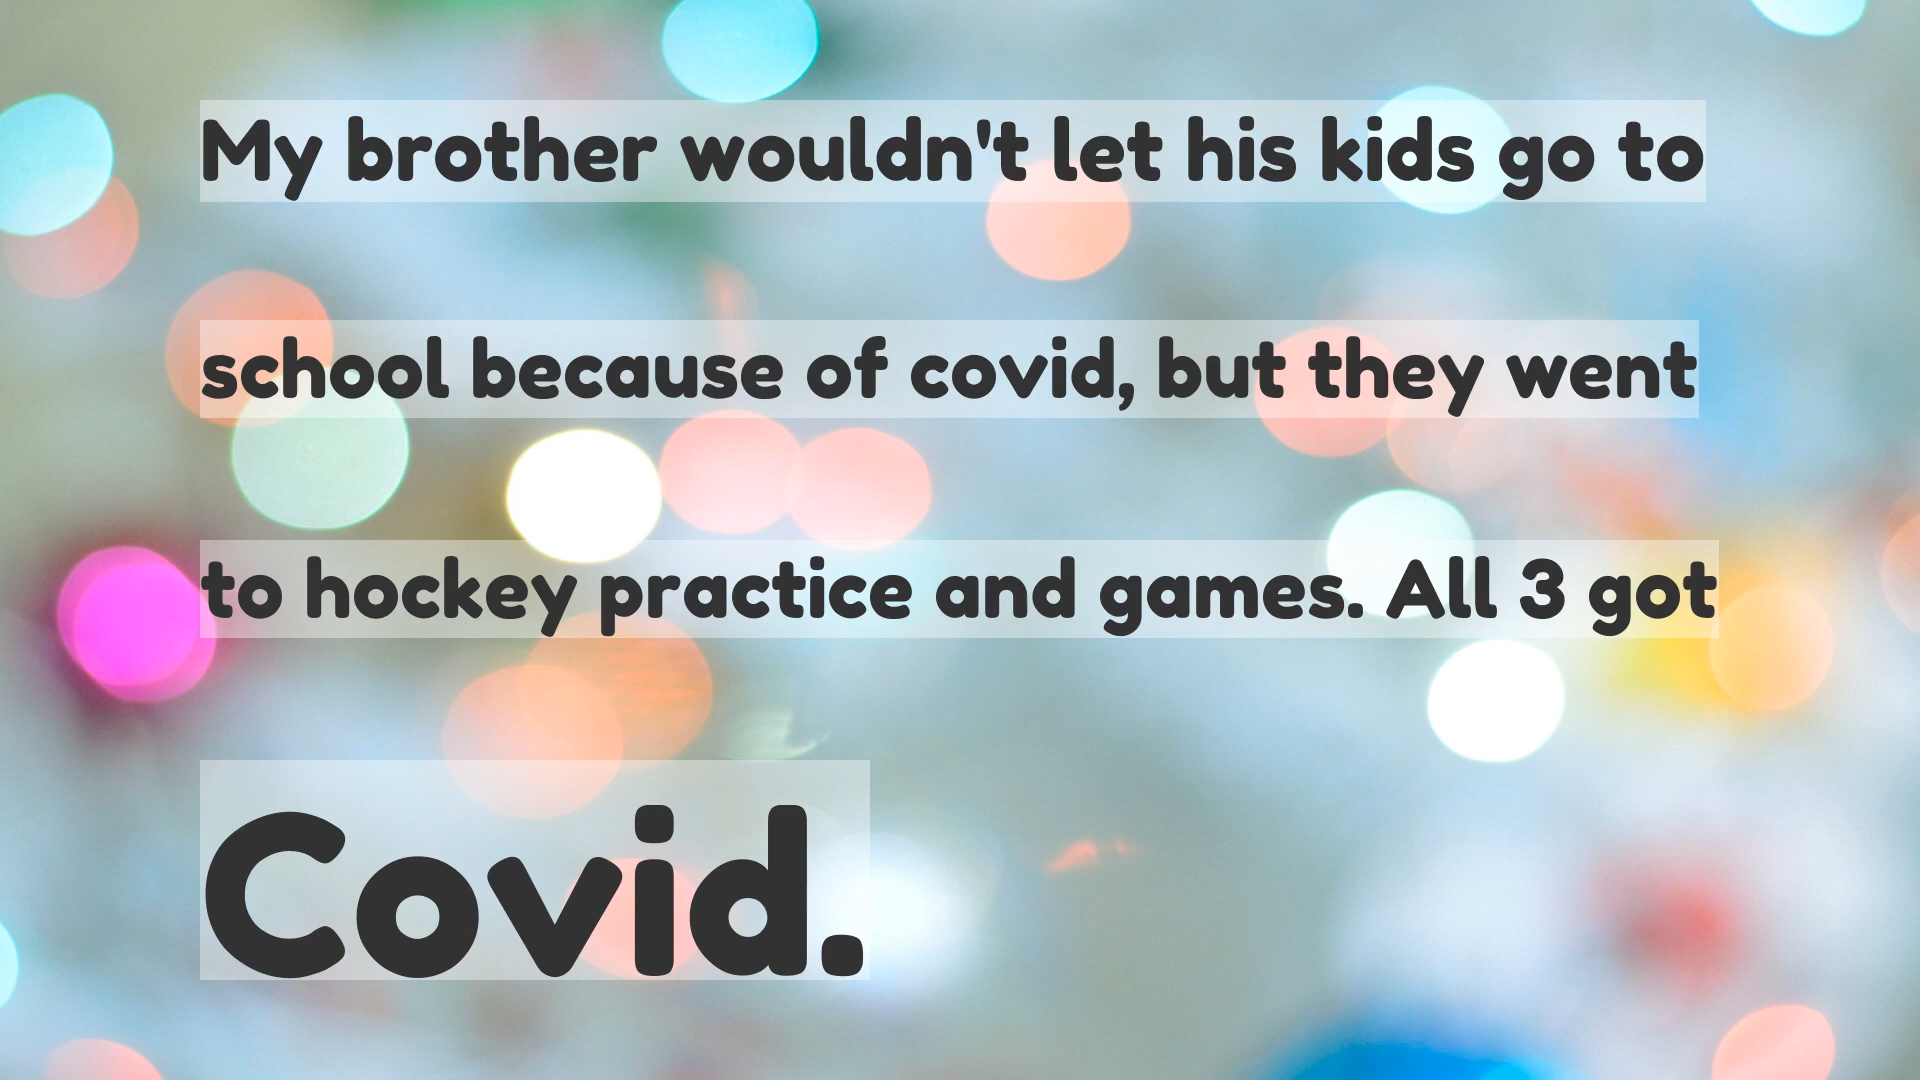 My brother wouldn't let his kids go to
school because of covid, but they went
to hockey practice and games. All 3 got
Covid.